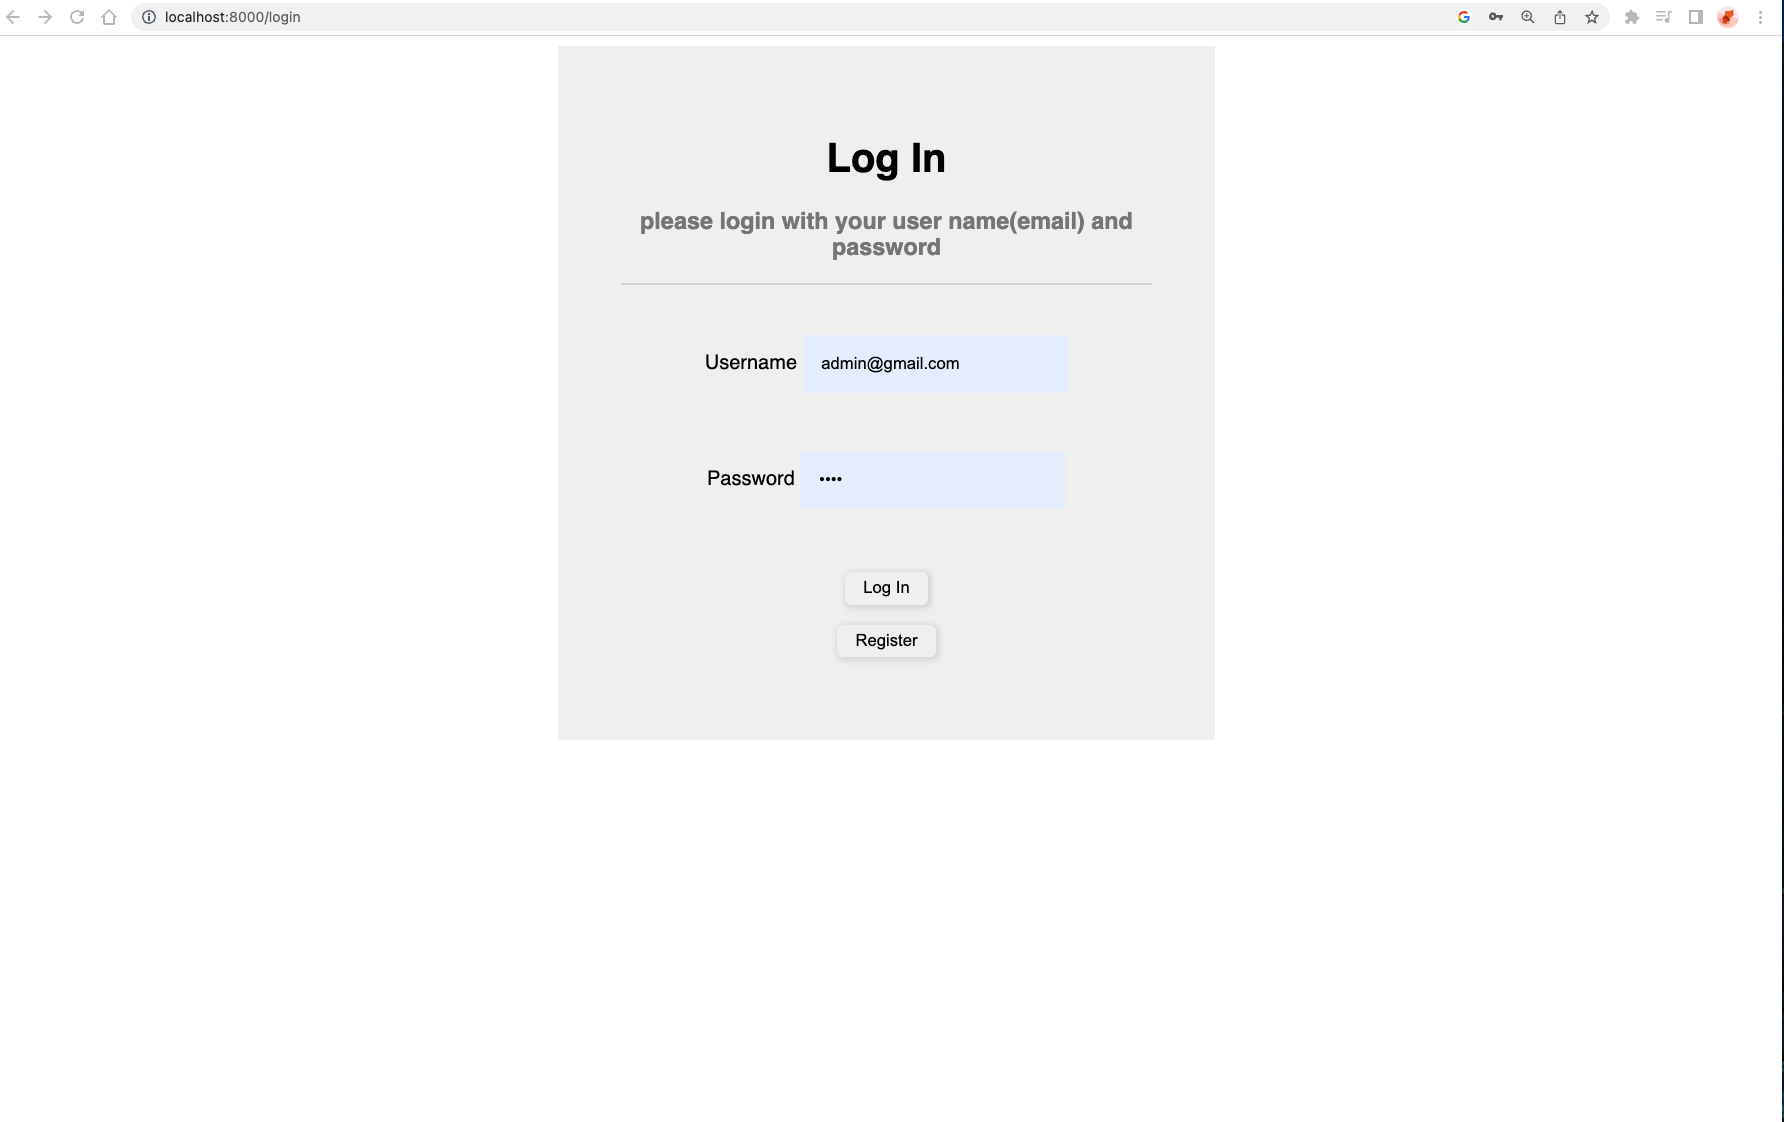 localhost:8000/login
Log In
please login with your user name(email) and
password
Username admin@gmail.com
Password ••••
Log In
Register